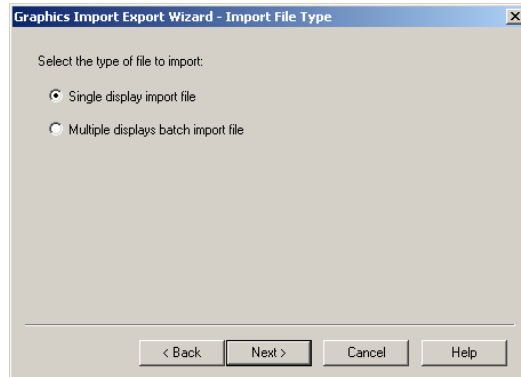 Graphics Import Export Wizard - Import File Type
Select the type of file to import:
Single display import file
Multiple displays batch import file
< Back
Next >
Cancel
Help